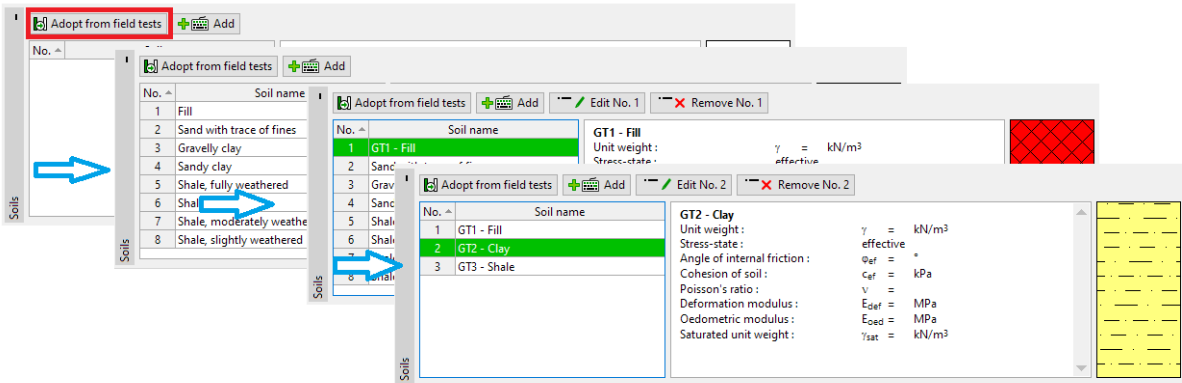 Adopt from field tests Add
No.
Soils
Adopt from field tests Add
No. Soil name
1 Fill
2 Sand with trace of fines
3 Gravelly clay
4 Sandy clay
5 Shale, fully weathered
6
7 Shale, moderately weathe
8 Shale, slightly weathered
Soils
Adopt from field tests Add Edit No. 1 Remove No. 1
No. Soil name
1 GT1 - Fill
2
3 Grav
4 Sand
5 Shale
6 Shale
8
Soils
GT1 - Fill
Unit weight : γ = kN/m³
Stress-state : effective
Adopt from field tests Add Edit No. 2 Remove No. 2
No. Soil name
1 GT1 - Fill
2 GT2 - Clay
3 GT3 - Shale
Soils
GT2 - Clay
Unit weight : γ = kN/m³
Stress-state : effective
Angle of internal friction : φef = °
Cohesion of soil : cef = kPa
Poisson's ratio : ν =
Deformation modulus : Edef = MPa
Oedometric modulus : Eoed = MPa
Saturated unit weight : γsat = kN/m³